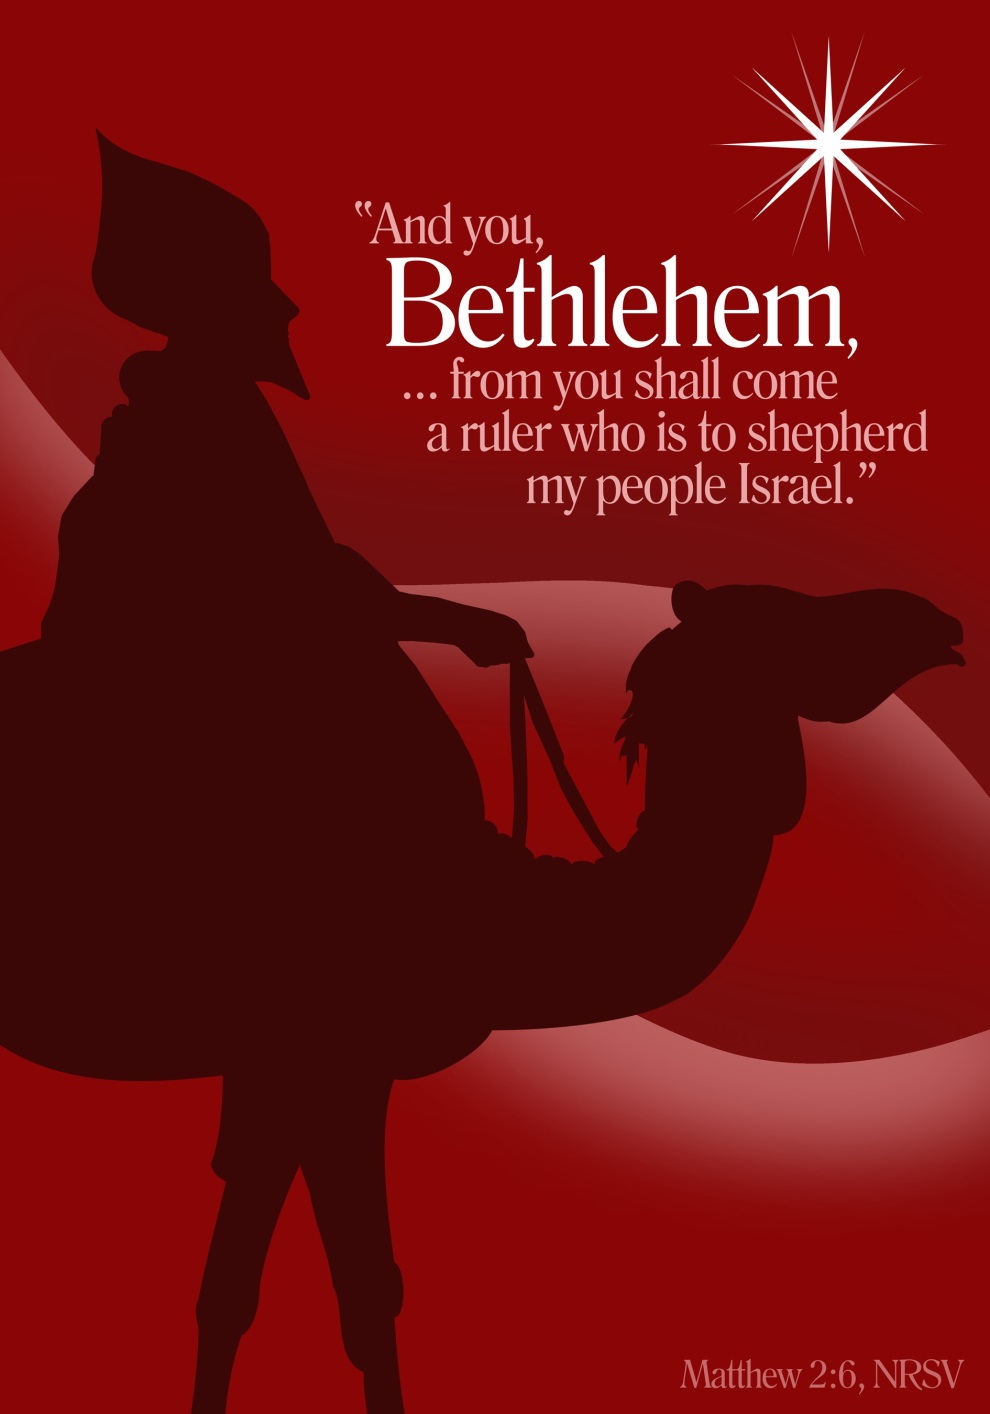 “And you,
Bethlehem,
... from you shall come
a ruler who is to shepherd
my people Israel.”
Matthew 2:6, NRSV